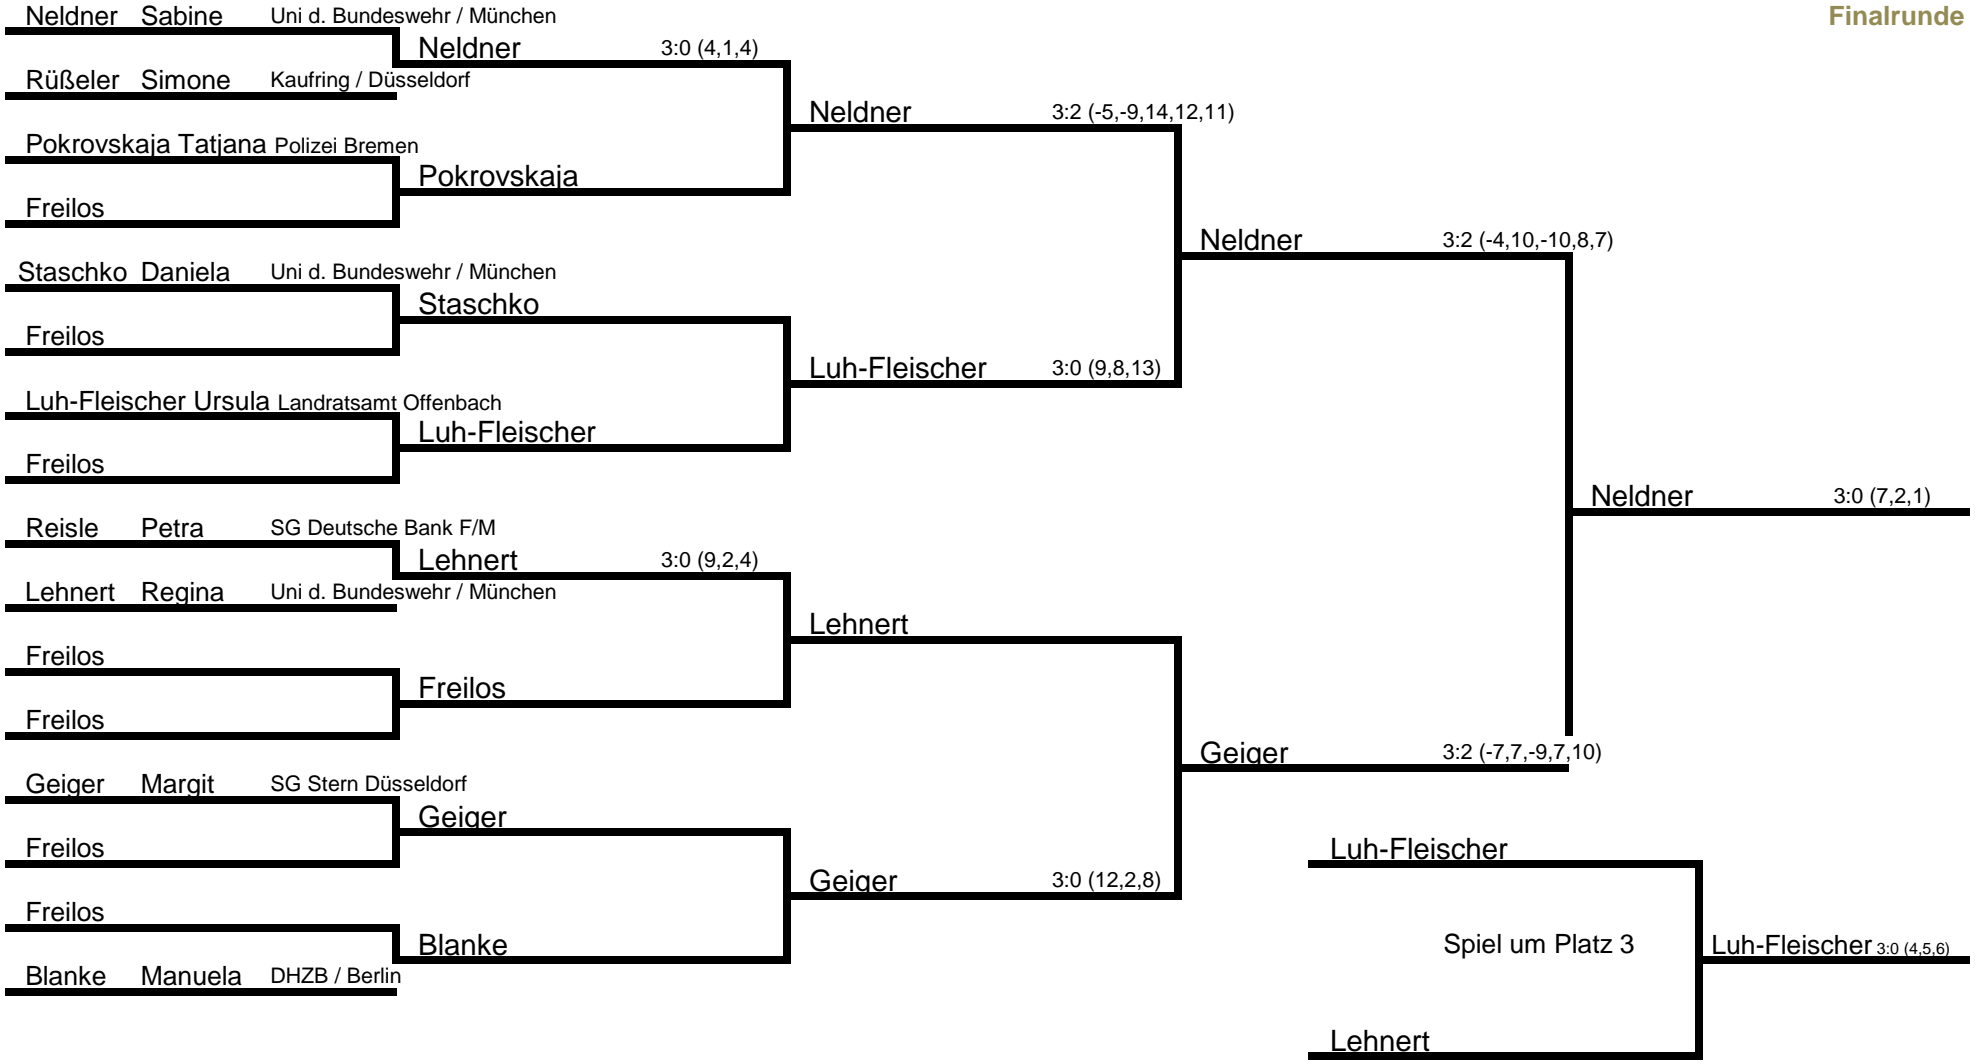 Neldner Sabine Uni d. Bundeswehr / München
Finalrunde
Neldner 3:0 (4,1,4)
Rüßeler Simone Kaufring / Düsseldorf
Neldner 3:2 (-5,-9,14,12,11)
Pokrovskaja Tatjana Polizei Bremen
Pokrovskaja
Freilos
Neldner 3:2 (-4,10,-10,8,7)
Staschko Daniela Uni d. Bundeswehr / München
Staschko
Freilos
Luh-Fleischer 3:0 (9,8,13)
Luh-Fleischer Ursula Landratsamt Offenbach
Luh-Fleischer
Freilos
Neldner 3:0 (7,2,1)
Reisle Petra SG Deutsche Bank F/M
Lehnert 3:0 (9,2,4)
Lehnert Regina Uni d. Bundeswehr / München
Lehnert
Freilos
Freilos
Freilos
Geiger 3:2 (-7,7,-9,7,10)
Geiger Margit SG Stern Düsseldorf
Geiger
Freilos
Luh-Fleischer
Geiger 3:0 (12,2,8)
Freilos
Blanke
Spiel um Platz 3
Luh-Fleischer 3:0 (4,5,6)
Blanke Manuela DHZB / Berlin
Lehnert